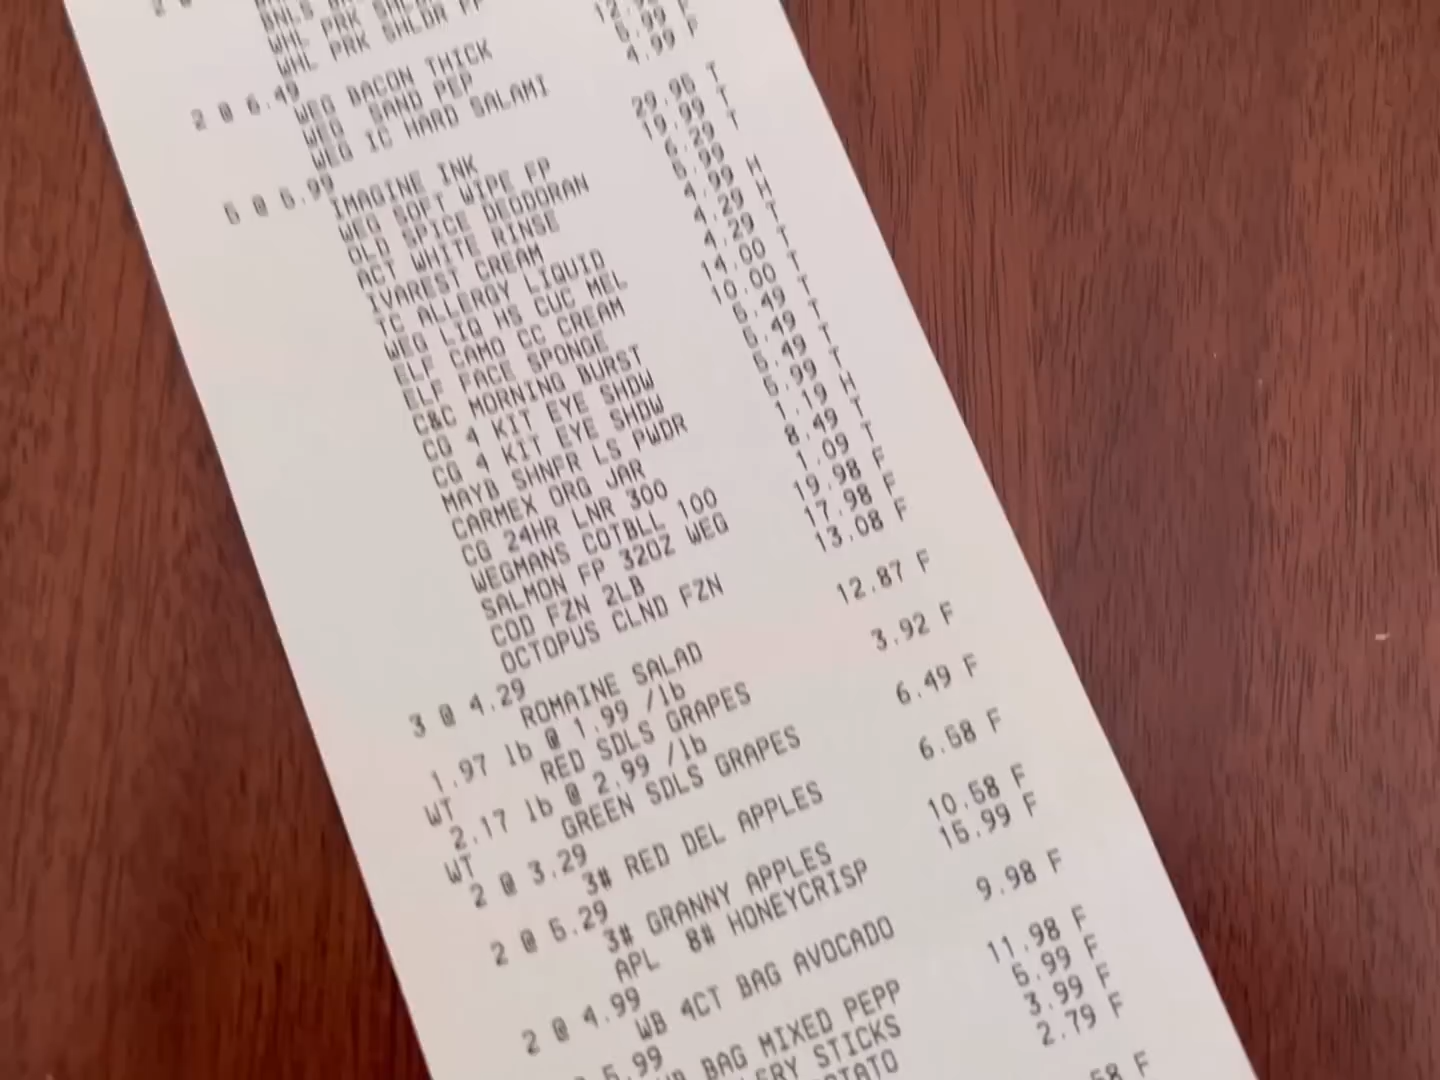 WHL PRK
WHL PRK SALDR
2 @ 6.49
WEG BACON THICK
WEG SAND PEP 5.99 F
WEG IC HARD SALAMI 4.99 F
5 @ 5.99
IMAGINE INK 29.95 T
WEG SOFT WIPE FP 19.99 T
OLD SPICE DEODORAN 6.29 T
ACT WHITE RINSE 5.99
IVAREST CREAM 4.99 H
TC ALLERGY LIQUID 4.29 H
WEG LIQ HS CUC MEL 4.29 T
ELF CAMO CC CREAM 14.00 T
ELF FACE SPONGE 10.00 T
C&C MORNING BURST 6.49 T
CG 4 KIT EYE SHDW 5.49 T
CG 4 KIT EYE SHDW 5.49 T
MAYB SHNFR LS PWDR 5.99 T
CARMEX ORG JAR 1.19 H
CG 24HR LNR 300 8.49 T
WEGMANS COTBLL 100 1.09 T
SALMON FP 32OZ WEG 19.98 F
COD FZN 2LB 17.98 F
OCTOPUS CLND FZN 13.08 F
3 @ 4.29
ROMAINE SALAD 12.87 F
1.97 lb @ 1.99 /lb
WT RED SDLS GRAPES 3.92 F
2.17 lb @ 2.99 /lb
WT GREEN SDLS GRAPES 6.49 F
2 @ 3.29
3# RED DEL APPLES 6.58 F
2 @ 5.29
3# GRANNY APPLES 10.58 F
APL 8# HONEYCRISP 15.99 F
2 @ 4.99
WB 4CT BAG AVOCADO 9.98 F
5.99
BAG MIXED PEPP 11.98 F
STICKS 5.99 F
3.99 F
2.79 F